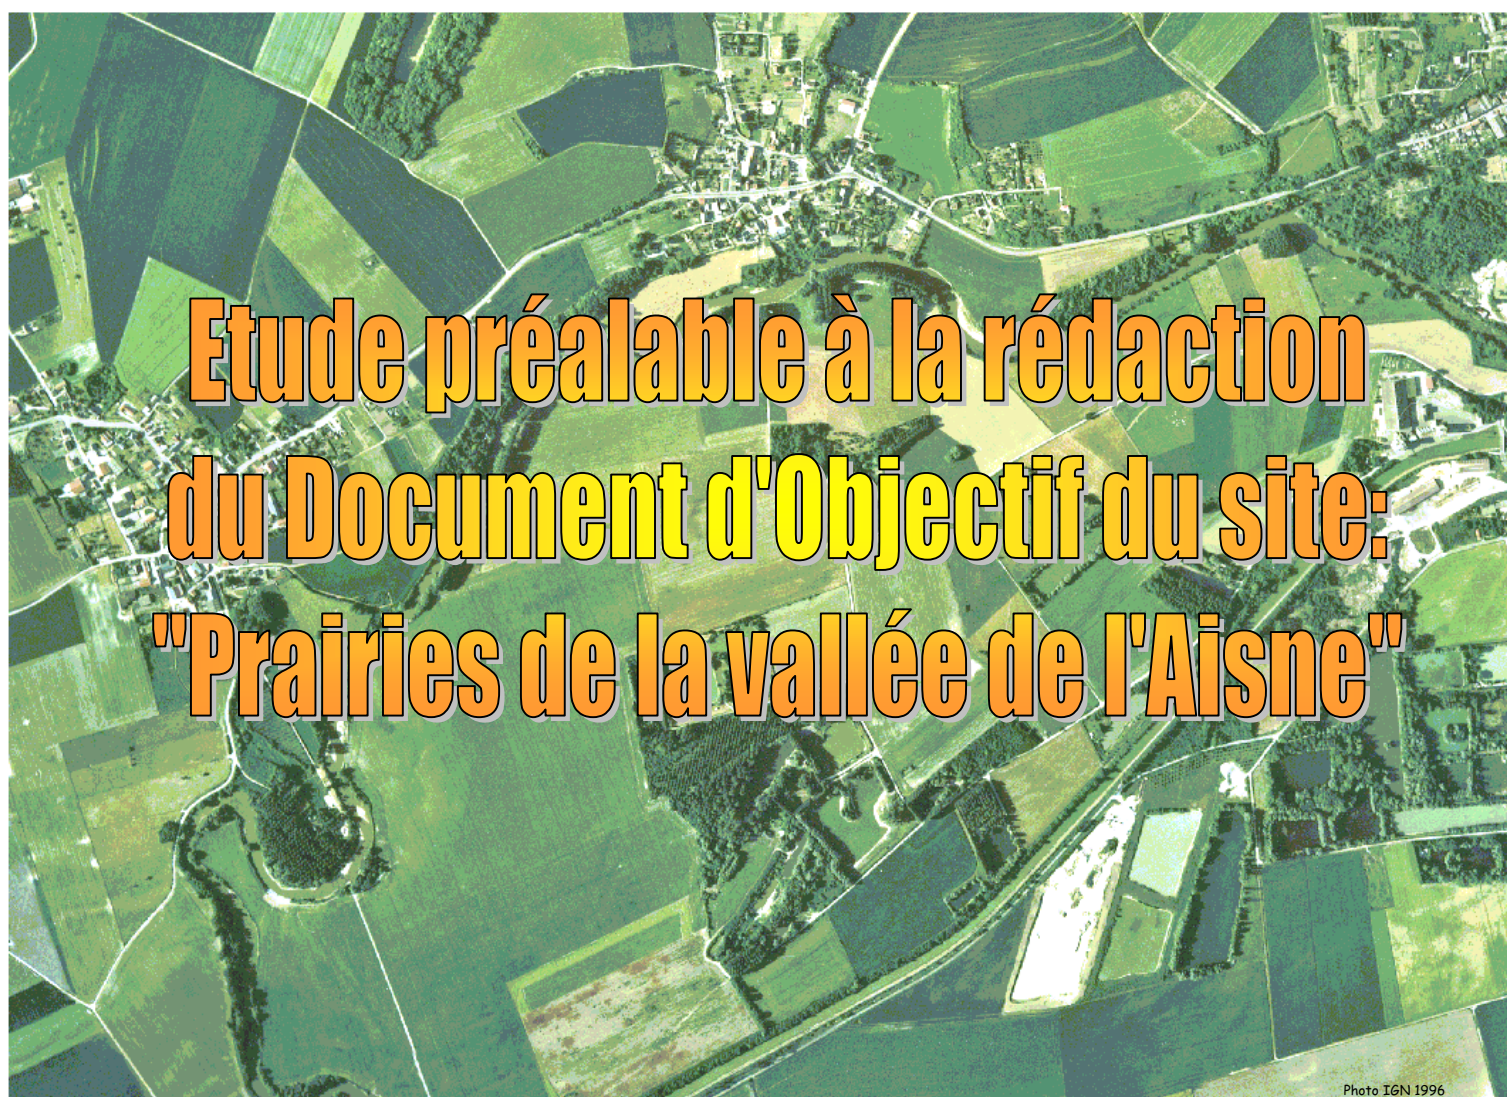 Etude préalable à la rédaction
du Document d'Objectif du site:
"Prairies de la vallée de l'Aisne"
Photo IGN 1996